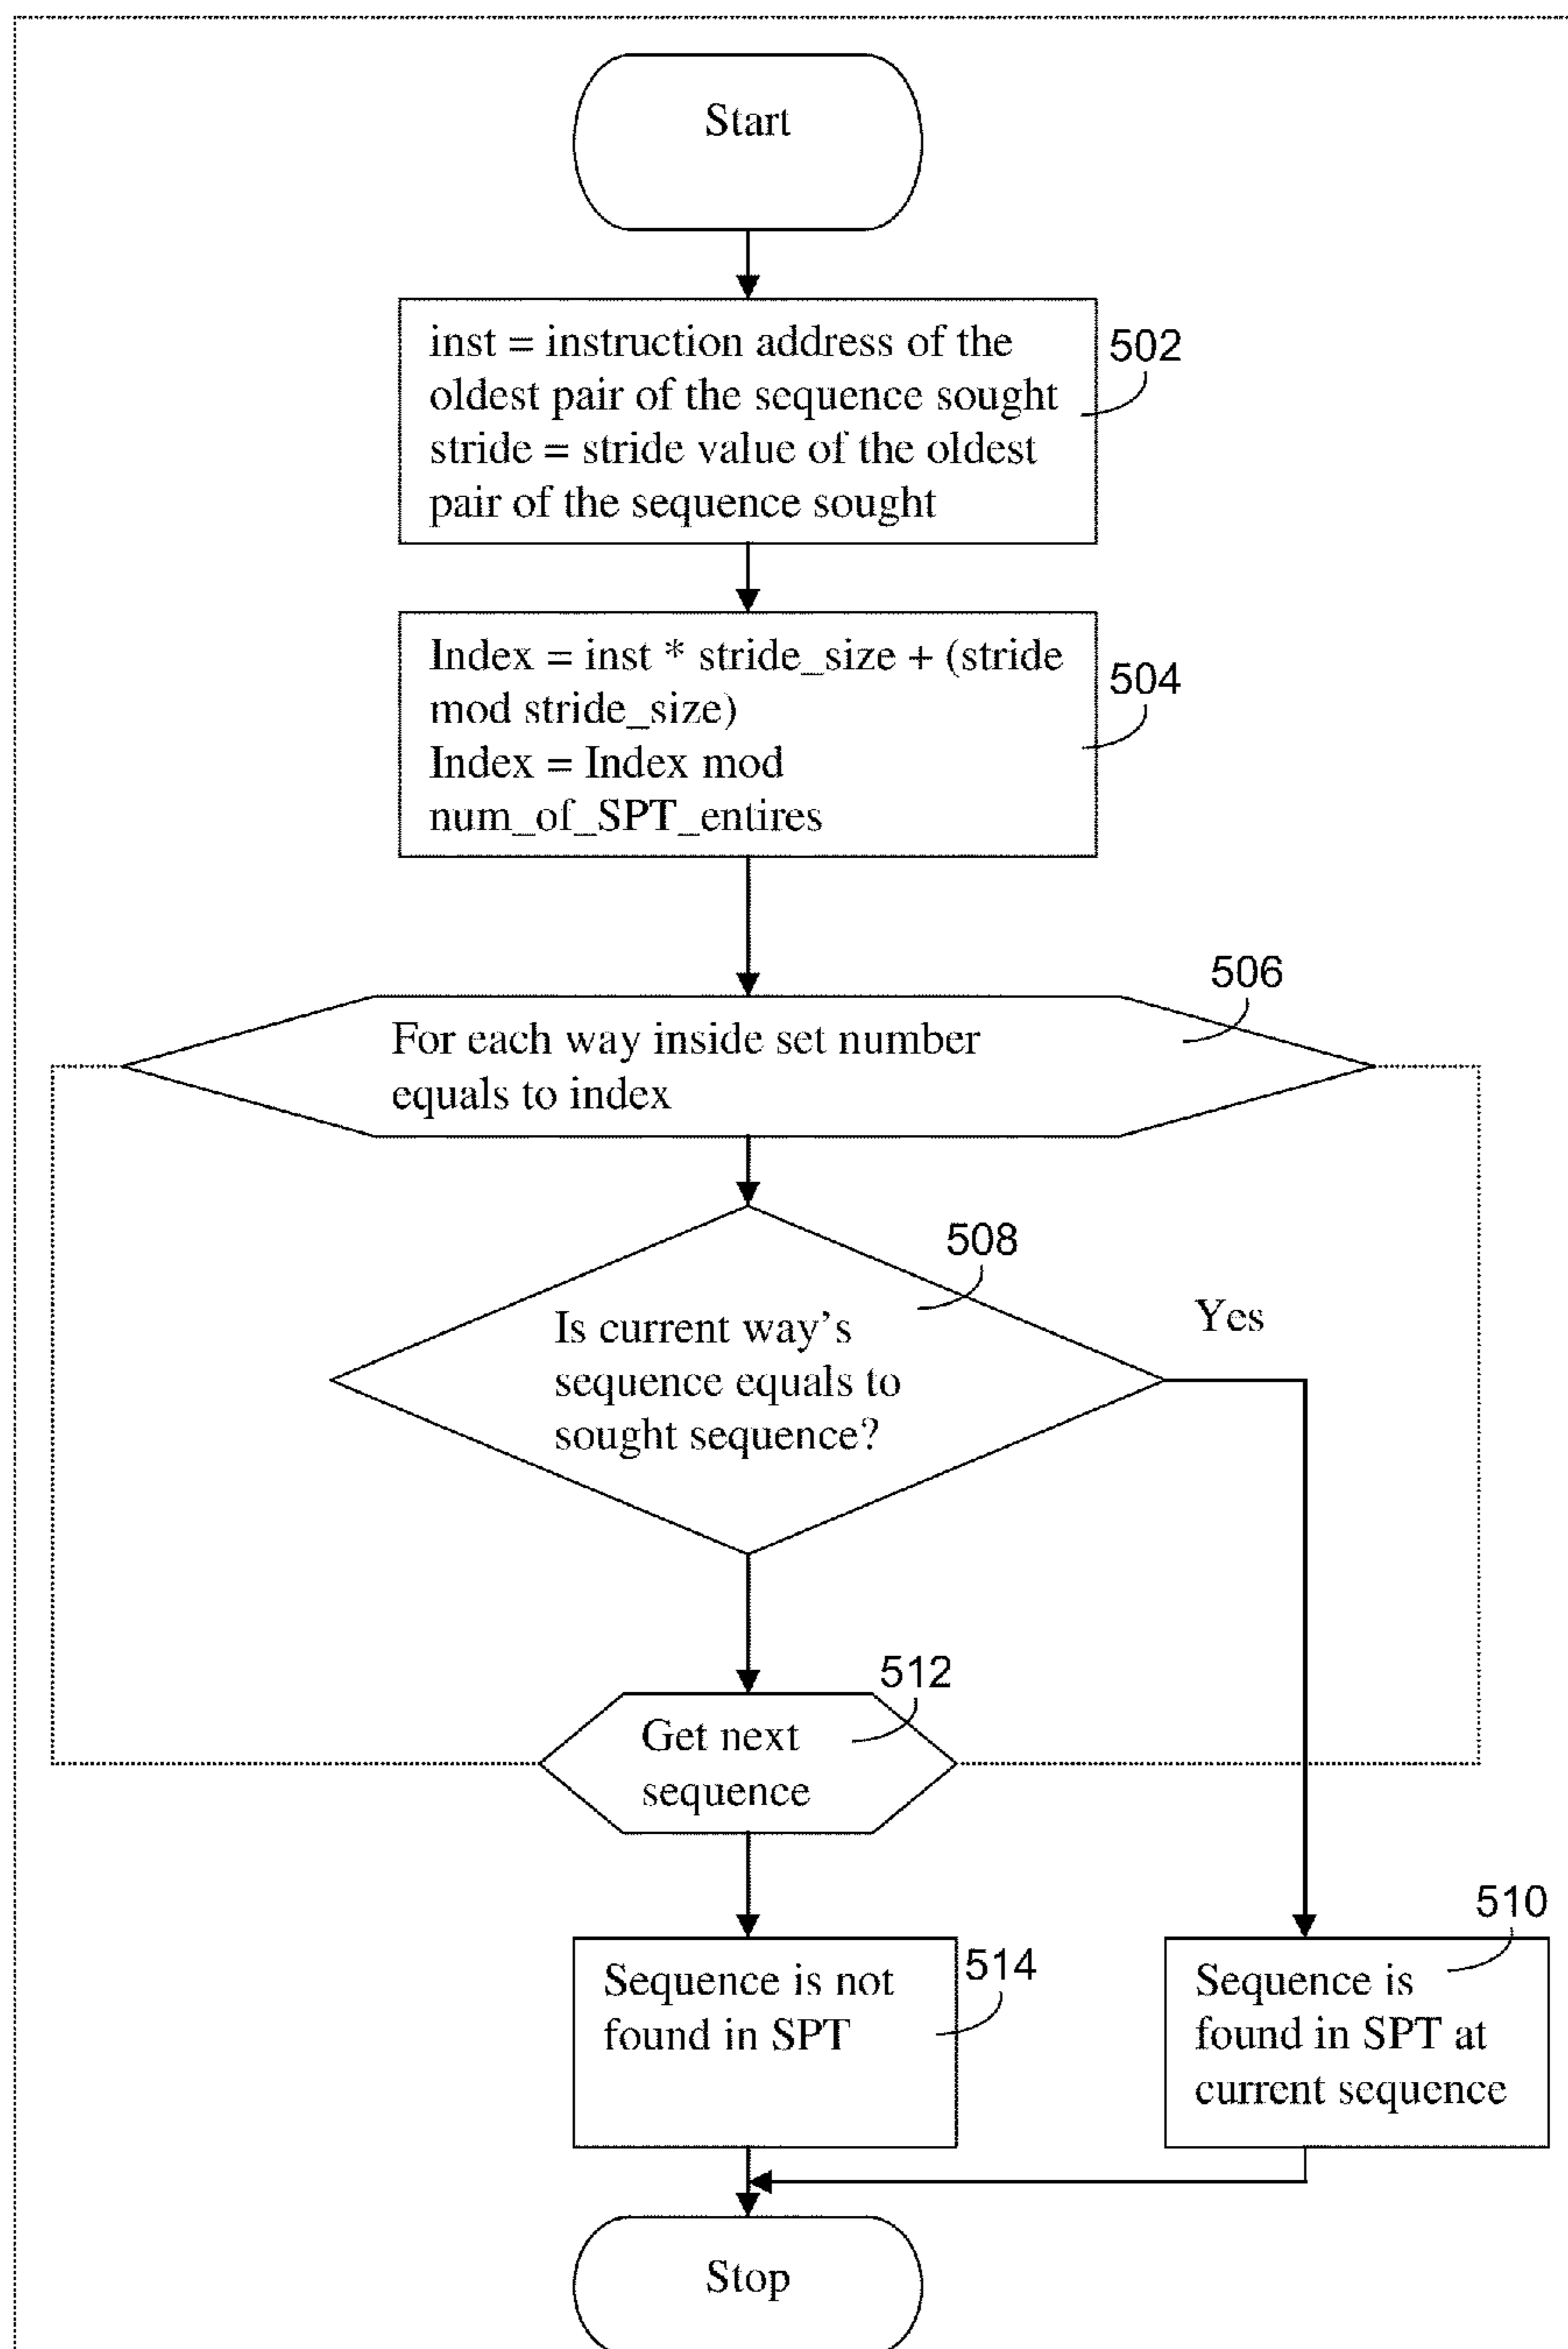 Start
inst = instruction address of the
oldest pair of the sequence sought
stride = stride value of the oldest
pair of the sequence sought
502
Index = inst * stride_size + (stride
mod stride_size)
Index = Index mod
num_of_SPT_entires
504
506
For each way inside set number
equals to index
508
Is current way's
sequence equals to
sought sequence?
Yes
512
Get next
sequence
514
Sequence is not
found in SPT
510
Sequence is
found in SPT at
current sequence
Stop